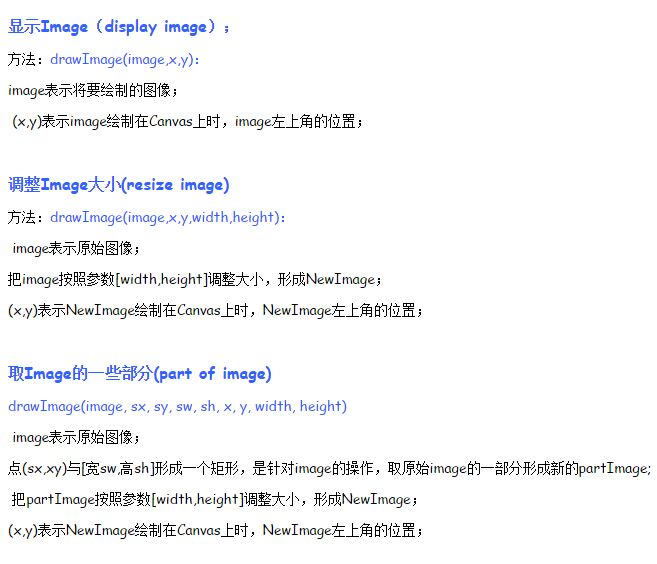 显示Image（display image）;
方法：drawImage(image,x,y)：
image表示将要绘制的图像；
(x,y)表示image绘制在Canvas上时，image左上角的位置；
调整Image大小(resize image)
方法：drawImage(image,x,y,width,height)：
image表示原始图像；
把image按照参数[width,height]调整大小，形成NewImage；
(x,y)表示NewImage绘制在Canvas上时，NewImage左上角的位置；
取Image的一些部分(part of image)
drawImage(image, sx, sy, sw, sh, x, y, width, height)
image表示原始图像；
点(sx,xy)与[宽sw,高sh]形成一个矩形，是针对image的操作，取原始image的一部分形成新的partImage;
把partImage按照参数[width,height]调整大小，形成NewImage；
(x,y)表示NewImage绘制在Canvas上时，NewImage左上角的位置；